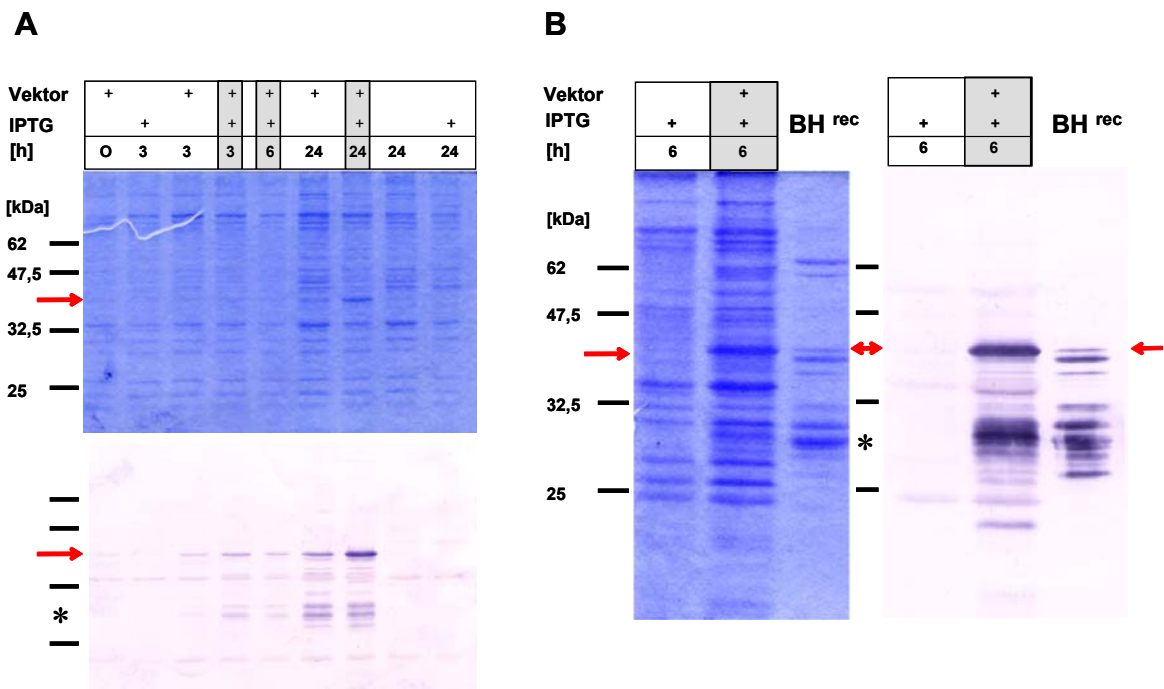 A
Vektor + + + + + +
IPTG + + + + +
[h] O 3 3 3 6 24 24 24 24
[kDa]
62
47,5
32,5
25
*
B
Vektor +
IPTG + + BH rec
[h] 6 6
[kDa]
62
47,5
32,5
25
*
+
+ + BH rec
6 6